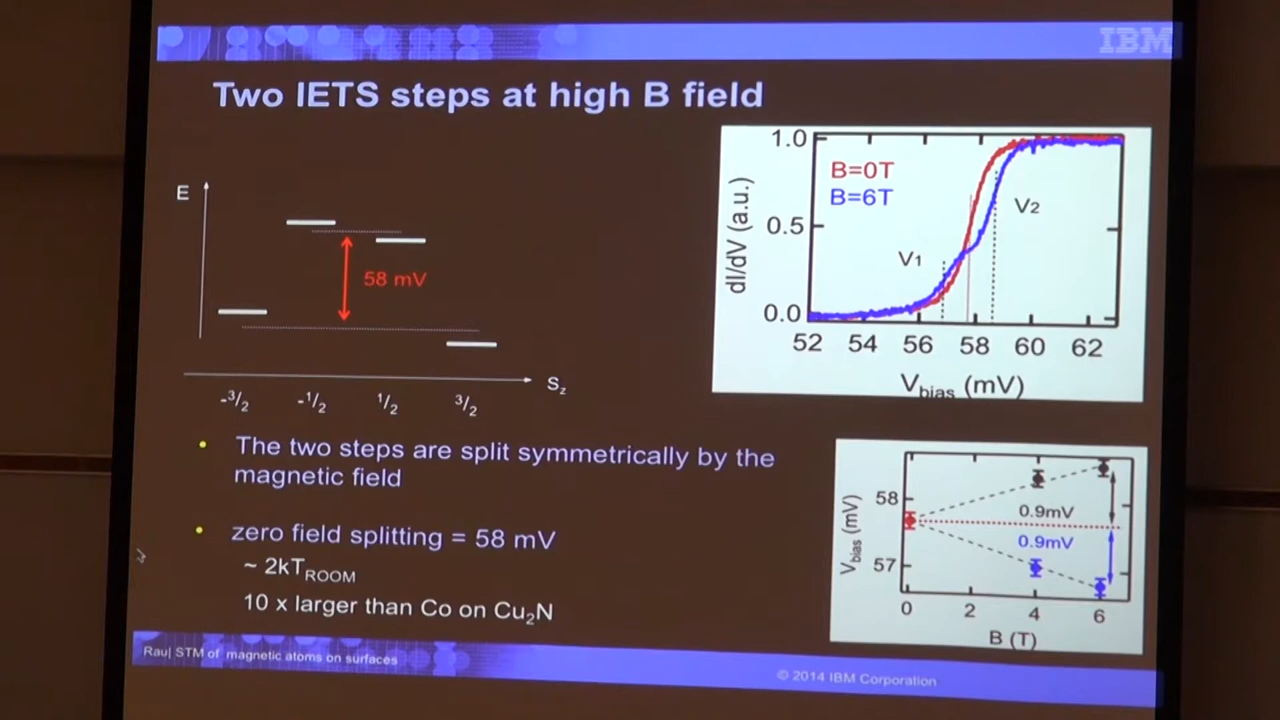 IBM
Two IETS steps at high B field
E
58 mV
S_z
-3/2 -1/2 1/2 3/2
1.0
0.5
0.0
dI/dV (a.u.)
B=0T
B=6T
V1
V2
52 54 56 58 60 62
Vbias (mV)
• The two steps are split symmetrically by the
magnetic field
• zero field splitting = 58 mV
~ 2kT_ROOM
10 x larger than Co on Cu₂N
58
57
Vbias (mV)
0.9mV
0.9mV
0 2 4 6
B (T)
Rau| STM of magnetic atoms on surfaces
© 2014 IBM Corporation